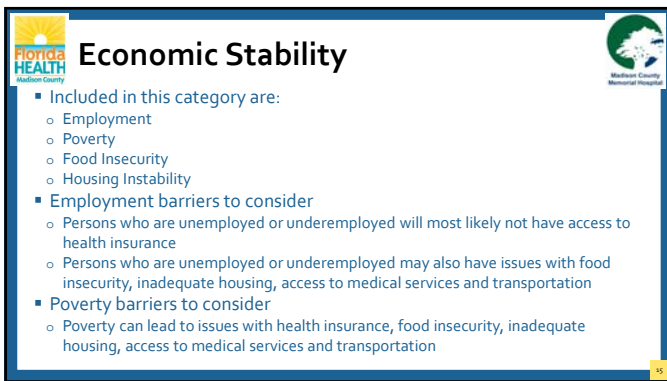 Florida
HEALTH
Madison County
Economic Stability
Madison County
Memorial Hospital
▪ Included in this category are:
o Employment
o Poverty
o Food Insecurity
o Housing Instability
▪ Employment barriers to consider
o Persons who are unemployed or underemployed will most likely not have access to
health insurance
o Persons who are unemployed or underemployed may also have issues with food
insecurity, inadequate housing, access to medical services and transportation
▪ Poverty barriers to consider
o Poverty can lead to issues with health insurance, food insecurity, inadequate
housing, access to medical services and transportation
15